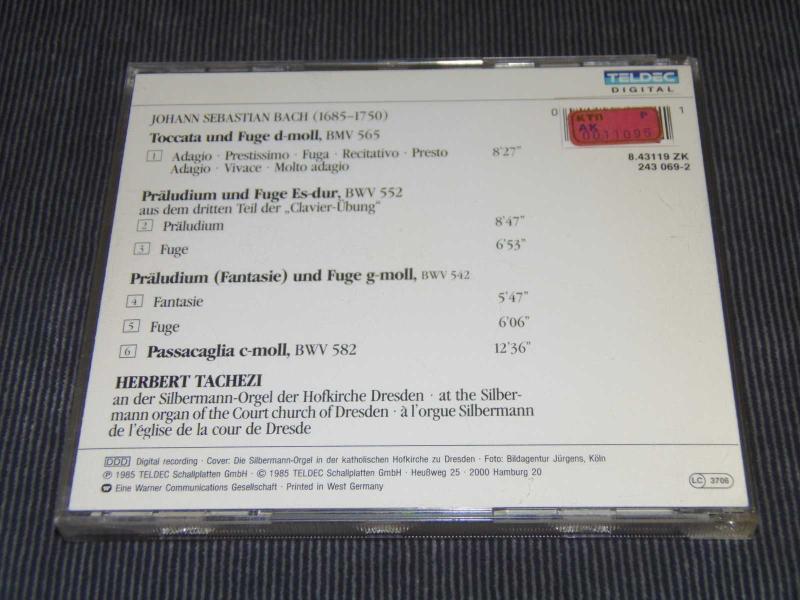 TELDEC
DIGITAL
JOHANN SEBASTIAN BACH (1685–1750)
Toccata und Fuge d-moll, BMV 565
1 Adagio · Prestissimo · Fuga · Recitativo · Presto 8'27"
Adagio · Vivace · Molto adagio
0 1
KTП P
AK
0011095
8.43119 ZK
243 069-2
Präludium und Fuge Es-dur, BWV 552
aus dem dritten Teil der „Clavier-Übung“
2 Präludium 8'47"
3 Fuge 6'53"
Präludium (Fantasie) und Fuge g-moll, BWV 542
4 Fantasie 5'47"
5 Fuge 6'06"
6 Passacaglia c-moll, BWV 582 12'36"
HERBERT TACHEZI
an der Silbermann-Orgel der Hofkirche Dresden · at the Silber-
mann organ of the Court church of Dresden · à l'orgue Silbermann
de l'église de la cour de Dresde
DDD Digital recording · Cover: Die Silbermann-Orgel in der katholischen Hofkirche zu Dresden · Foto: Bildagentur Jürgens, Köln
℗ 1985 TELDEC Schallplatten GmbH · © 1985 TELDEC Schallplatten GmbH · Heußweg 25 · 2000 Hamburg 20
Eine Warner Communications Gesellschaft · Printed in West Germany
LC 3706